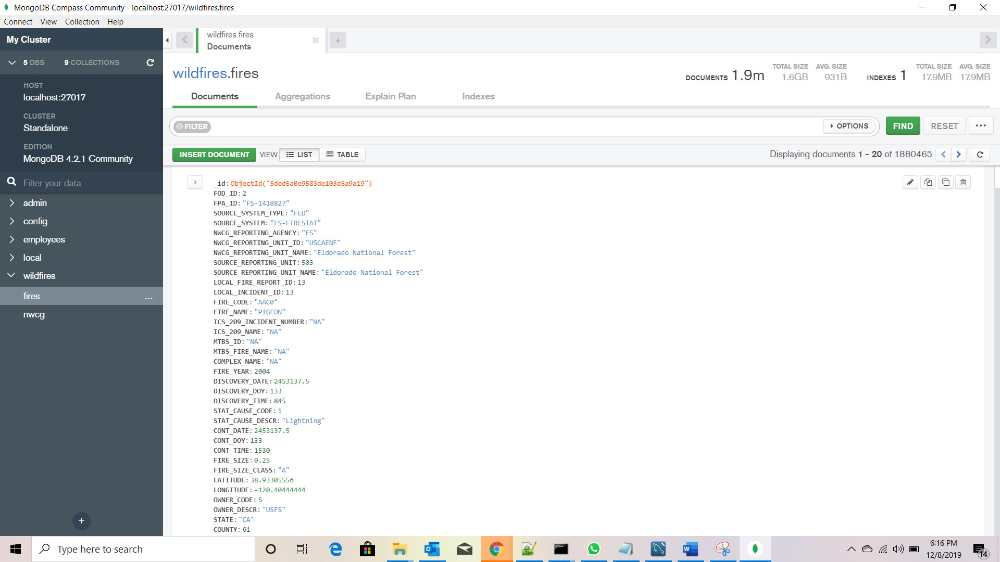 MongoDB Compass Community - localhost:27017/wildfires.fires
Connect View Collection Help
My Cluster
5 DBS 9 COLLECTIONS
HOST
localhost:27017
CLUSTER
Standalone
EDITION
MongoDB 4.2.1 Community
Filter your data
admin
config
employees
local
wildfires
fires ...
nwcg
+
wildfires.fires
Documents
+
wildfires.fires
DOCUMENTS 1.9m TOTAL SIZE 1.6GB AVG. SIZE 931B INDEXES 1 TOTAL SIZE 17.9MB AVG. SIZE 17.9MB
Documents Aggregations Explain Plan Indexes
FILTER OPTIONS FIND RESET ...
INSERT DOCUMENT VIEW LIST TABLE Displaying documents 1 - 20 of 1880465
_id: ObjectId("5ded5a0e9583de103d5a9a19")
FOD_ID: 2
FPA_ID: "FS-1418827"
SOURCE_SYSTEM_TYPE: "FED"
SOURCE_SYSTEM: "FS-FIRESTAT"
NWCG_REPORTING_AGENCY: "FS"
NWCG_REPORTING_UNIT_ID: "USCAENF"
NWCG_REPORTING_UNIT_NAME: "Eldorado National Forest"
SOURCE_REPORTING_UNIT: 503
SOURCE_REPORTING_UNIT_NAME: "Eldorado National Forest"
LOCAL_FIRE_REPORT_ID: 13
LOCAL_INCIDENT_ID: 13
FIRE_CODE: "AAC0"
FIRE_NAME: "PIGEON"
ICS_209_INCIDENT_NUMBER: "NA"
ICS_209_NAME: "NA"
MTBS_ID: "NA"
MTBS_FIRE_NAME: "NA"
COMPLEX_NAME: "NA"
FIRE_YEAR: 2004
DISCOVERY_DATE: 2453137.5
DISCOVERY_DOY: 133
DISCOVERY_TIME: 845
STAT_CAUSE_CODE: 1
STAT_CAUSE_DESCR: "Lightning"
CONT_DATE: 2453137.5
CONT_DOY: 133
CONT_TIME: 1530
FIRE_SIZE: 0.25
FIRE_SIZE_CLASS: "A"
LATITUDE: 38.93305556
LONGITUDE: -120.40444444
OWNER_CODE: 5
OWNER_DESCR: "USFS"
STATE: "CA"
COUNTY: 61
Type here to search
6:16 PM
12/8/2019
14